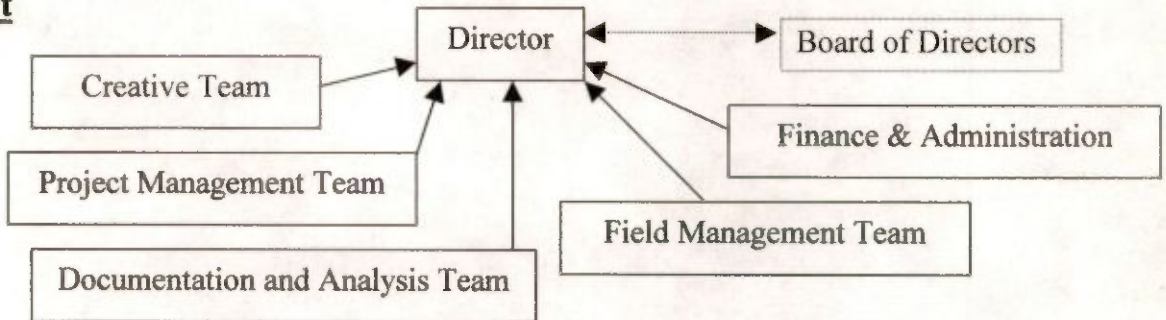 t
Director
Board of Directors
Creative Team
Finance & Administration
Project Management Team
Field Management Team
Documentation and Analysis Team